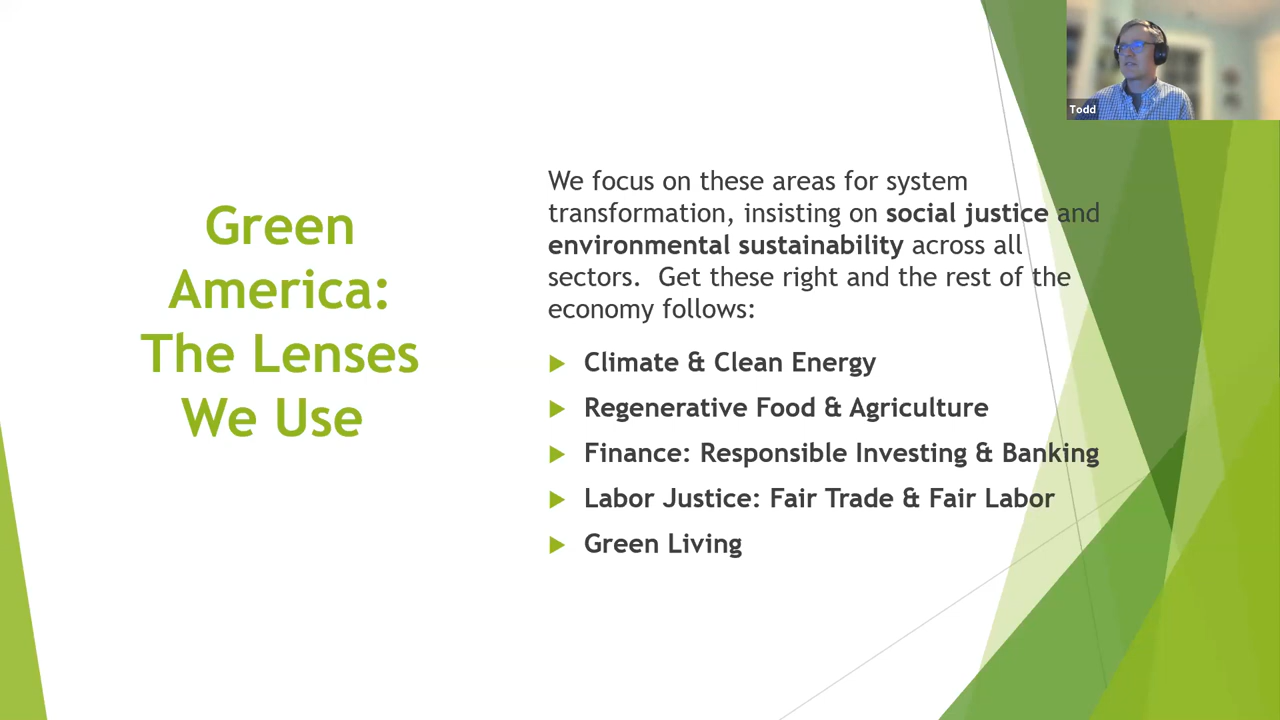 Green
America:
The Lenses
We Use
We focus on these areas for system
transformation, insisting on social justice and
environmental sustainability across all
sectors.  Get these right and the rest of the
economy follows:
Climate & Clean Energy
Regenerative Food & Agriculture
Finance: Responsible Investing & Banking
Labor Justice: Fair Trade & Fair Labor
Green Living
Todd